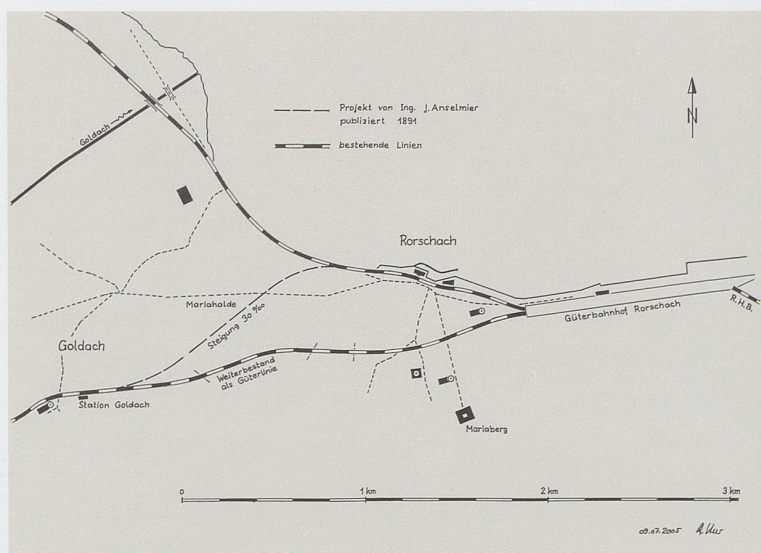 Projekt von Ing. J. Anselmier
publiziert 1891
bestehende Linien
N
Goldach
Rorschach
Mariahalde
Steigung 30 ‰
Güterbahnhof Rorschach
R.H.B.
Goldach
Weiterbestand
als Güterlinie
Station Goldach
Mariaberg
0
1 km
2 km
3 km
09.07.2005